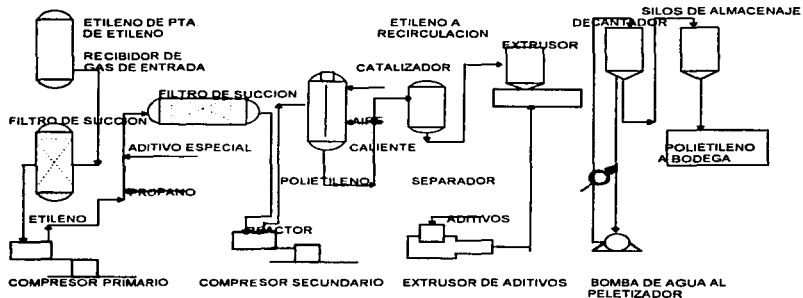 ETILENO DE PTA.
DE ETILENO
RECIBIDOR DE
GAS DE ENTRADA
FILTRO DE SUCCION
FILTRO DE SUCCION
ADITIVO ESPECIAL
PROPANO
ETILENO
COMPRESOR PRIMARIO
ETILENO A
RECIRCULACION
CATALIZADOR
AIRE
CALIENTE
POLIETILENO
REACTOR
COMPRESOR SECUNDARIO
SEPARADOR
EXTRUSOR
ADITIVOS
EXTRUSOR DE ADITIVOS
DECANTADOR
SILOS DE ALMACENAJE
POLIETILENO
A BODEGA
BOMBA DE AGUA AL
PELETIZADOR